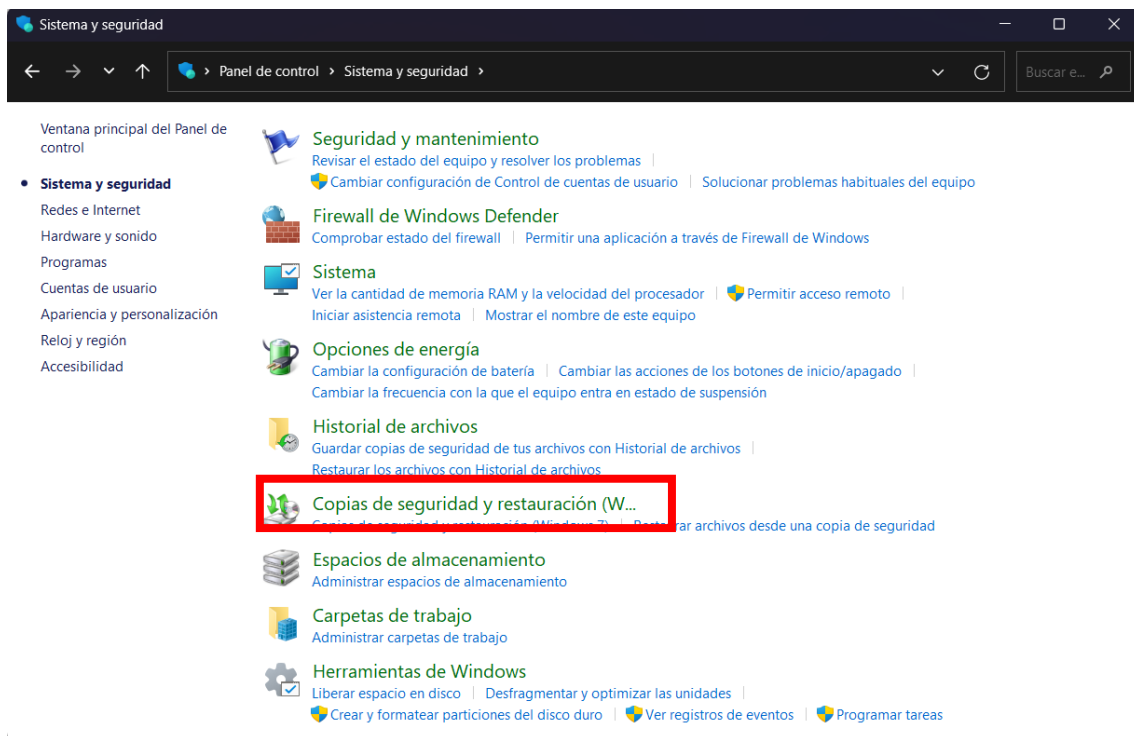 Sistema y seguridad
Panel de control > Sistema y seguridad >
Buscar e...
Ventana principal del Panel de
control
Sistema y seguridad
Redes e Internet
Hardware y sonido
Programas
Cuentas de usuario
Apariencia y personalización
Reloj y región
Accesibilidad
Seguridad y mantenimiento
Revisar el estado del equipo y resolver los problemas
Cambiar configuración de Control de cuentas de usuario | Solucionar problemas habituales del equipo
Firewall de Windows Defender
Comprobar estado del firewall | Permitir una aplicación a través de Firewall de Windows
Sistema
Ver la cantidad de memoria RAM y la velocidad del procesador | Permitir acceso remoto
Iniciar asistencia remota | Mostrar el nombre de este equipo
Opciones de energía
Cambiar la configuración de batería | Cambiar las acciones de los botones de inicio/apagado
Cambiar la frecuencia con la que el equipo entra en estado de suspensión
Historial de archivos
Guardar copias de seguridad de tus archivos con Historial de archivos
Restaurar los archivos con Historial de archivos
Copias de seguridad y restauración (W...
Copias de seguridad y restauración (Windows 7) | Restaurar archivos desde una copia de seguridad
Espacios de almacenamiento
Administrar espacios de almacenamiento
Carpetas de trabajo
Administrar carpetas de trabajo
Herramientas de Windows
Liberar espacio en disco | Desfragmentar y optimizar las unidades
Crear y formatear particiones del disco duro | Ver registros de eventos | Programar tareas